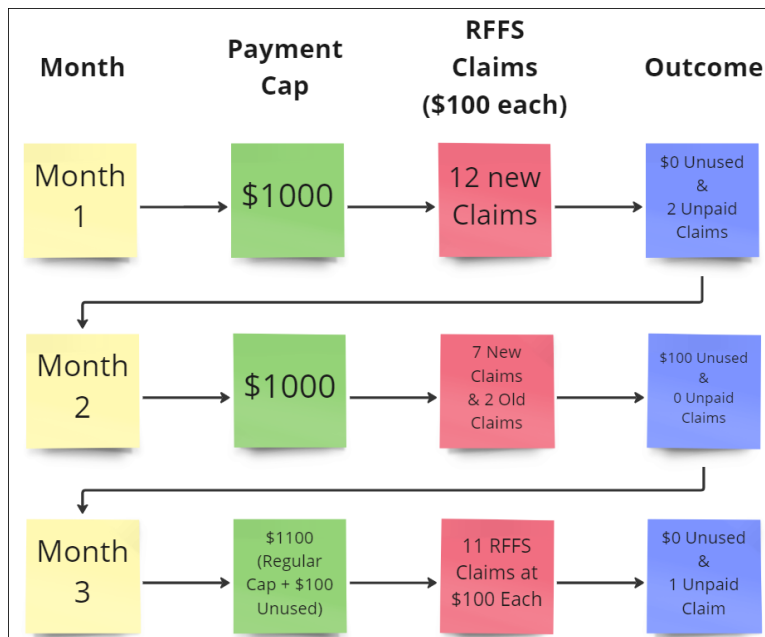 Month
Payment
Cap
RFFS
Claims
($100 each)
Outcome
Month
1
$1000
12 new
Claims
$0 Unused
&
2 Unpaid
Claims
Month
2
$1000
7 New
Claims
& 2 Old
Claims
$100 Unused
&
0 Unpaid
Claims
Month
3
$1100
(Regular
Cap + $100
Unused)
11 RFFS
Claims at
$100 Each
$0 Unused
&
1 Unpaid
Claim